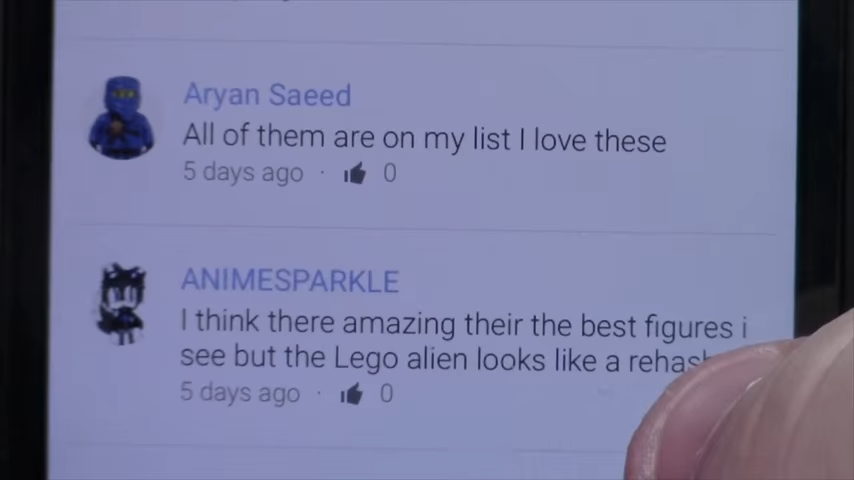 Aryan Saeed
All of them are on my list I love these
5 days ago · 0
ANIMESPARKLE
I think there amazing their the best figures i
see but the Lego alien looks like a rehash
5 days ago · 0